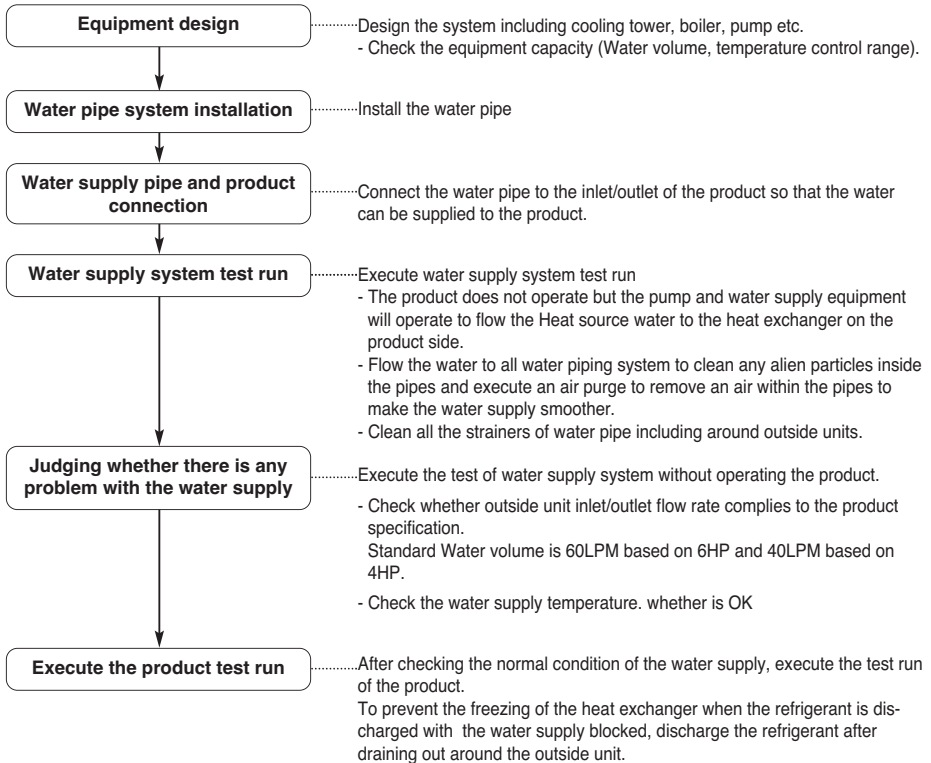 Equipment design
Design the system including cooling tower, boiler, pump etc.
- Check the equipment capacity (Water volume, temperature control range).
Water pipe system installation
Install the water pipe
Water supply pipe and product
connection
Connect the water pipe to the inlet/outlet of the product so that the water
can be supplied to the product.
Water supply system test run
Execute water supply system test run
- The product does not operate but the pump and water supply equipment
will operate to flow the Heat source water to the heat exchanger on the
product side.
- Flow the water to all water piping system to clean any alien particles inside
the pipes and execute an air purge to remove an air within the pipes to
make the water supply smoother.
- Clean all the strainers of water pipe including around outside units.
Judging whether there is any
problem with the water supply
Execute the test of water supply system without operating the product.
- Check whether outside unit inlet/outlet flow rate complies to the product
specification.
Standard Water volume is 60LPM based on 6HP and 40LPM based on
4HP.
- Check the water supply temperature. whether is OK
Execute the product test run
After checking the normal condition of the water supply, execute the test run
of the product.
To prevent the freezing of the heat exchanger when the refrigerant is dis-
charged with  the water supply blocked, discharge the refrigerant after
draining out around the outside unit.